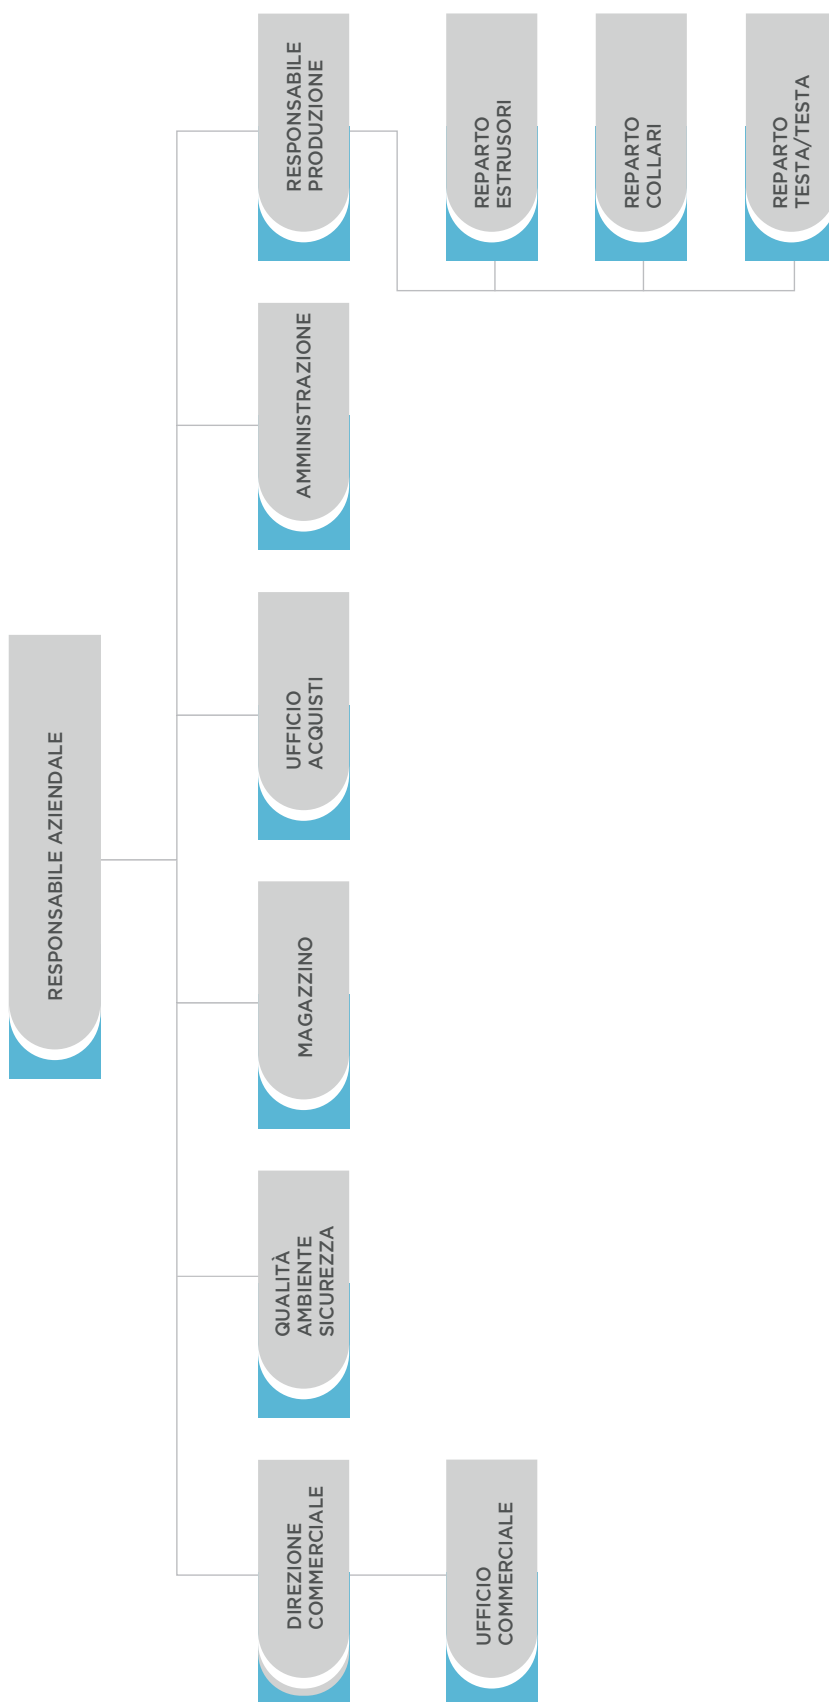 RESPONSABILE AZIENDALE
DIREZIONE
COMMERCIALE
QUALITÀ
AMBIENTE
SICUREZZA
MAGAZZINO
UFFICIO
ACQUISTI
AMMINISTRAZIONE
RESPONSABILE
PRODUZIONE
UFFICIO
COMMERCIALE
REPARTO
ESTRUSORI
REPARTO
COLLARI
REPARTO
TESTA/TESTA